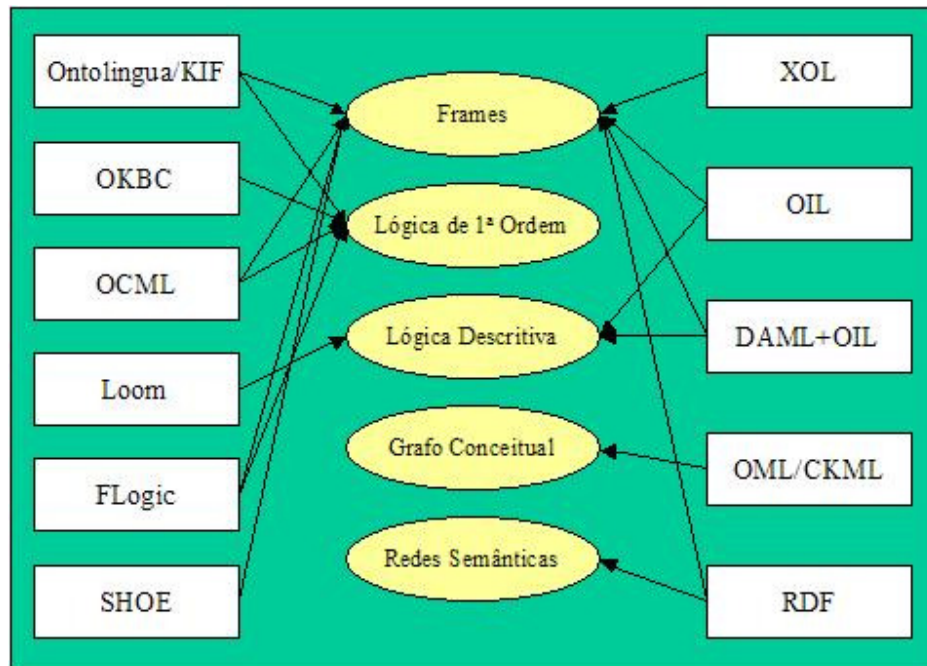 Ontolingua/KIF
OKBC
OCML
Loom
FLogic
SHOE
Frames
Lógica de 1ª Ordem
Lógica Descritiva
Grafo Conceitual
Redes Semânticas
XOL
OIL
DAML+OIL
OML/CKML
RDF